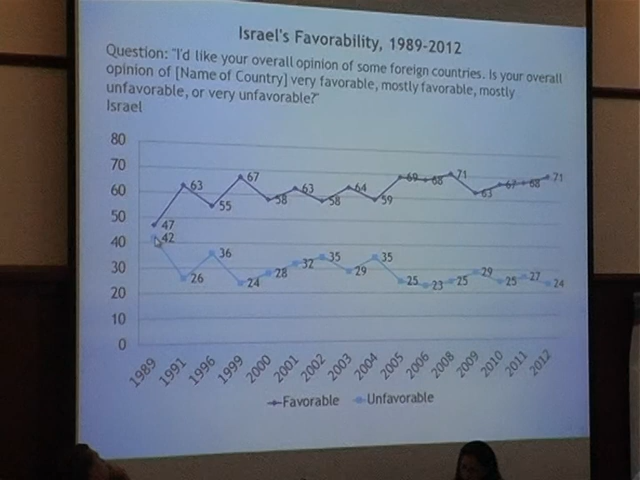 Israel's Favorability, 1989-2012
Question: "I'd like your overall opinion of some foreign countries. Is your overall
opinion of [Name of Country] very favorable, mostly favorable, mostly
unfavorable, or very unfavorable?"
Israel
80
70
60
50
40
30
20
10
0
47 63 55 67 58 63 58 64 59 69 68 71 63 67 68 71
42 26 36 24 28 32 35 29 35 25 23 25 29 25 27 24
1989 1991 1996 1999 2000 2001 2002 2003 2004 2005 2006 2008 2009 2010 2011 2012
Favorable Unfavorable